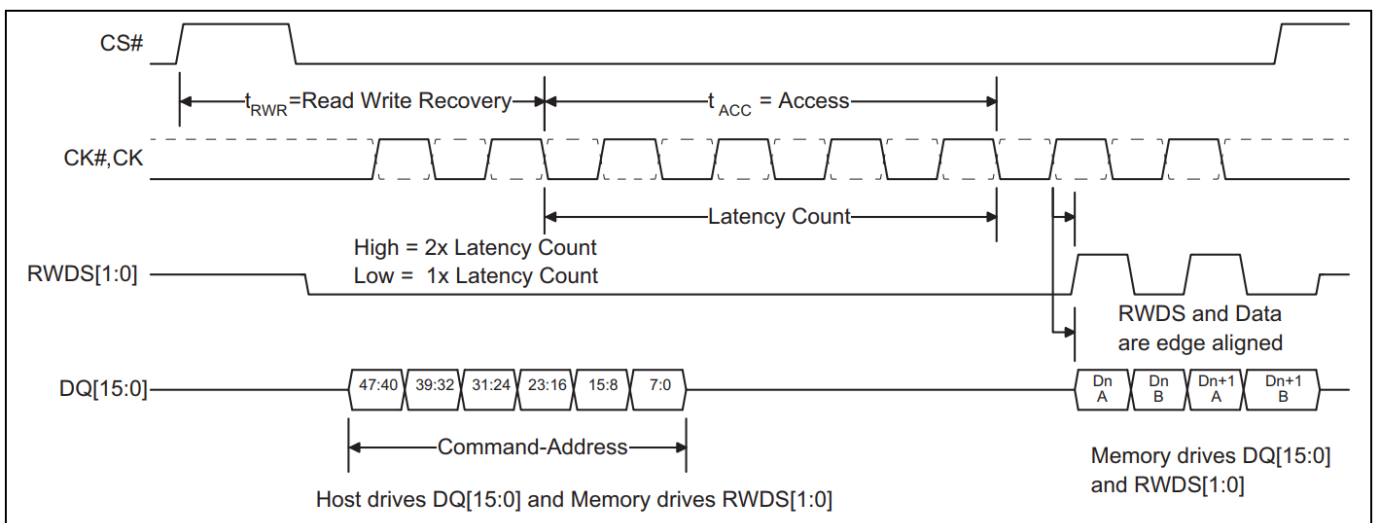 CS#
t RWR =Read Write Recovery
t ACC = Access
CK#,CK
Latency Count
High = 2x Latency Count
Low = 1x Latency Count
RWDS[1:0]
RWDS and Data
are edge aligned
DQ[15:0]
47:40 39:32 31:24 23:16 15:8 7:0
Dn A
Dn B
Dn+1 A
Dn+1 B
Command-Address
Memory drives DQ[15:0]
and RWDS[1:0]
Host drives DQ[15:0] and Memory drives RWDS[1:0]